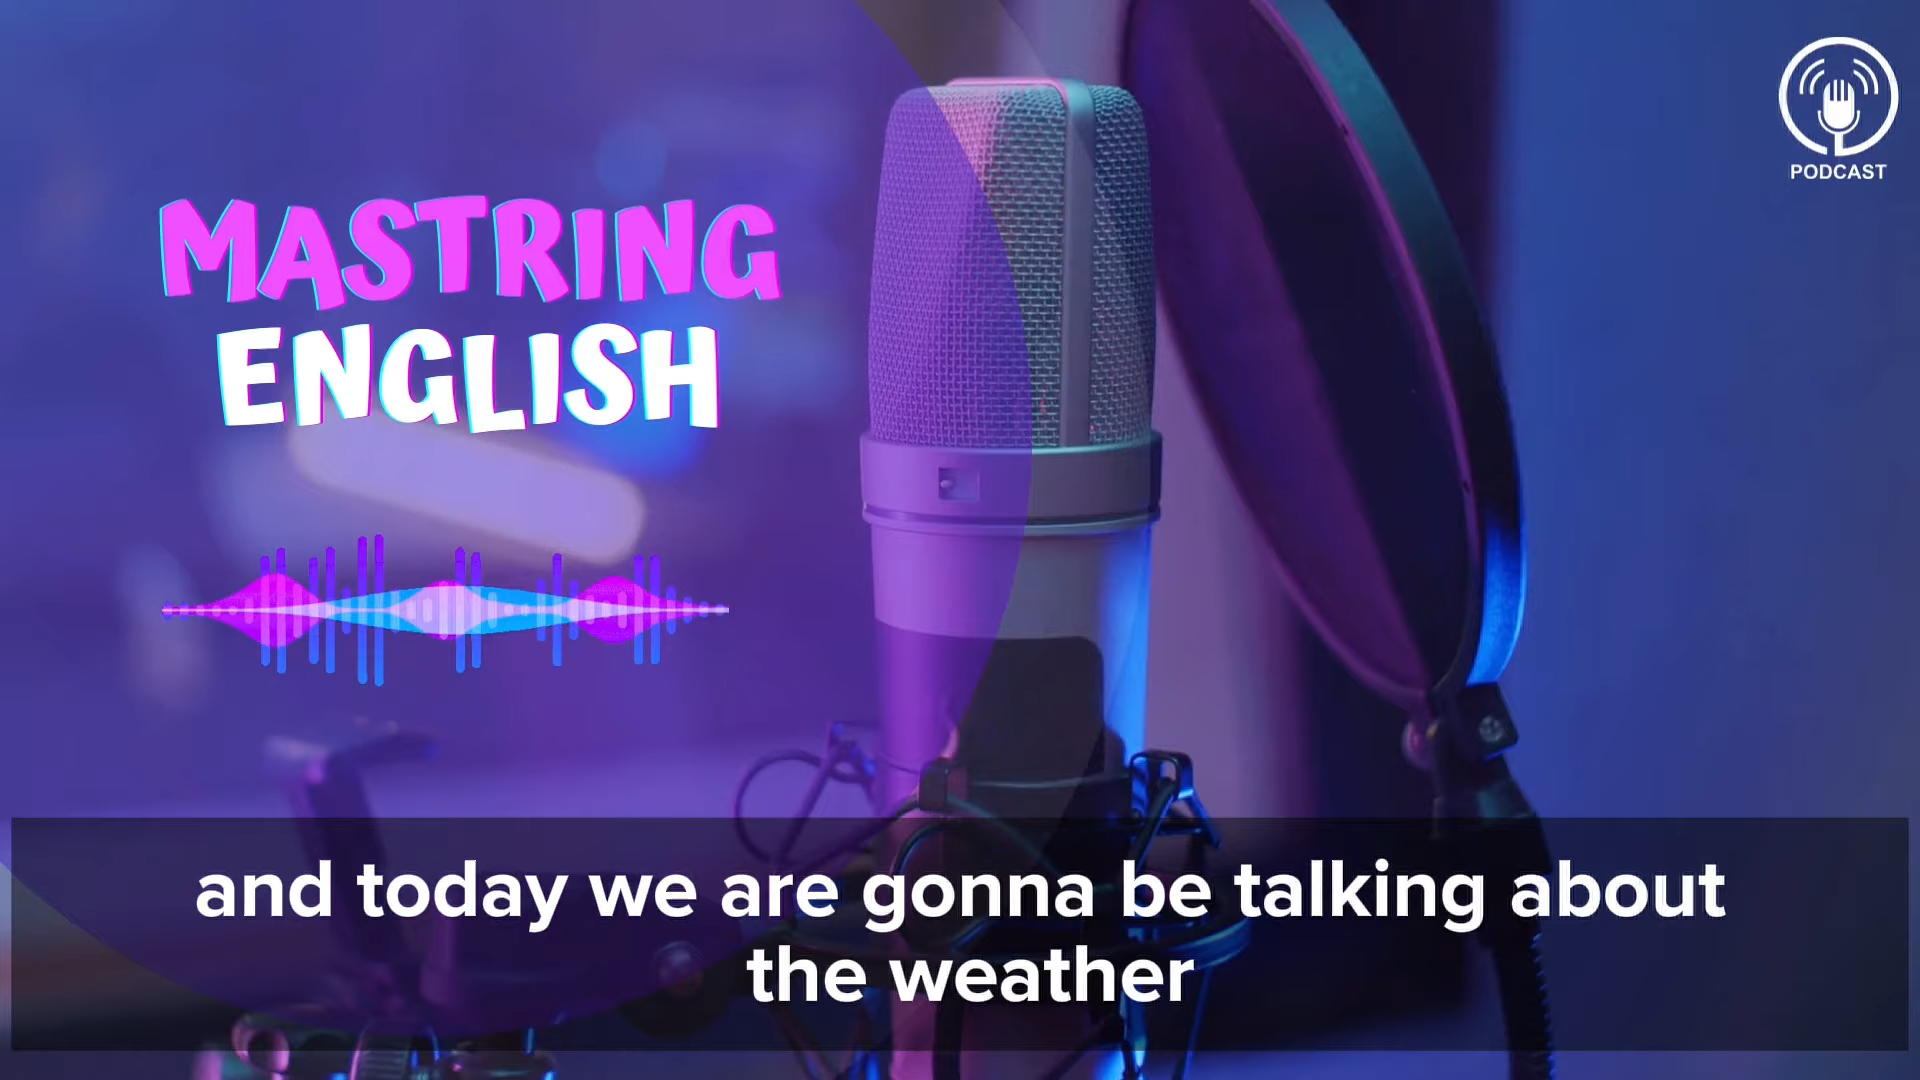 PODCAST
MASTRING
ENGLISH
and today we are gonna be talking about
the weather